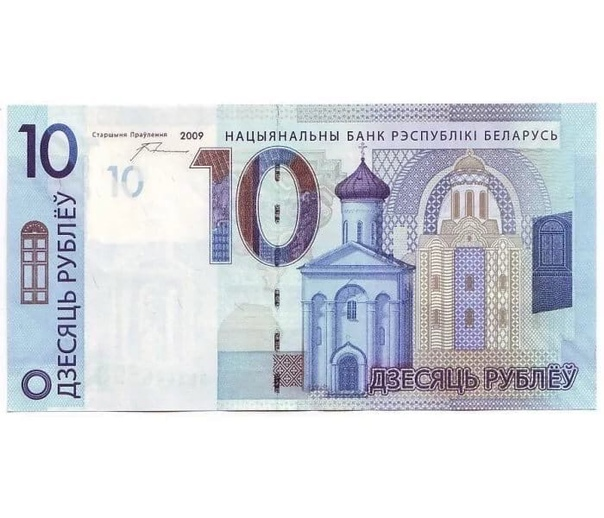 10
Старшыня Праўлення 2009
НАЦЫЯНАЛЬНЫ БАНК РЭСПУБЛІКІ БЕЛАРУСЬ
10
10
ДЗЕСЯЦЬ РУБЛЁЎ
ДЗЕСЯЦЬ РУБЛЁЎ